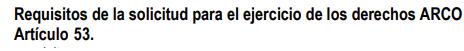 Requisitos de la solicitud para el ejercicio de los derechos ARCO
Artículo 53.